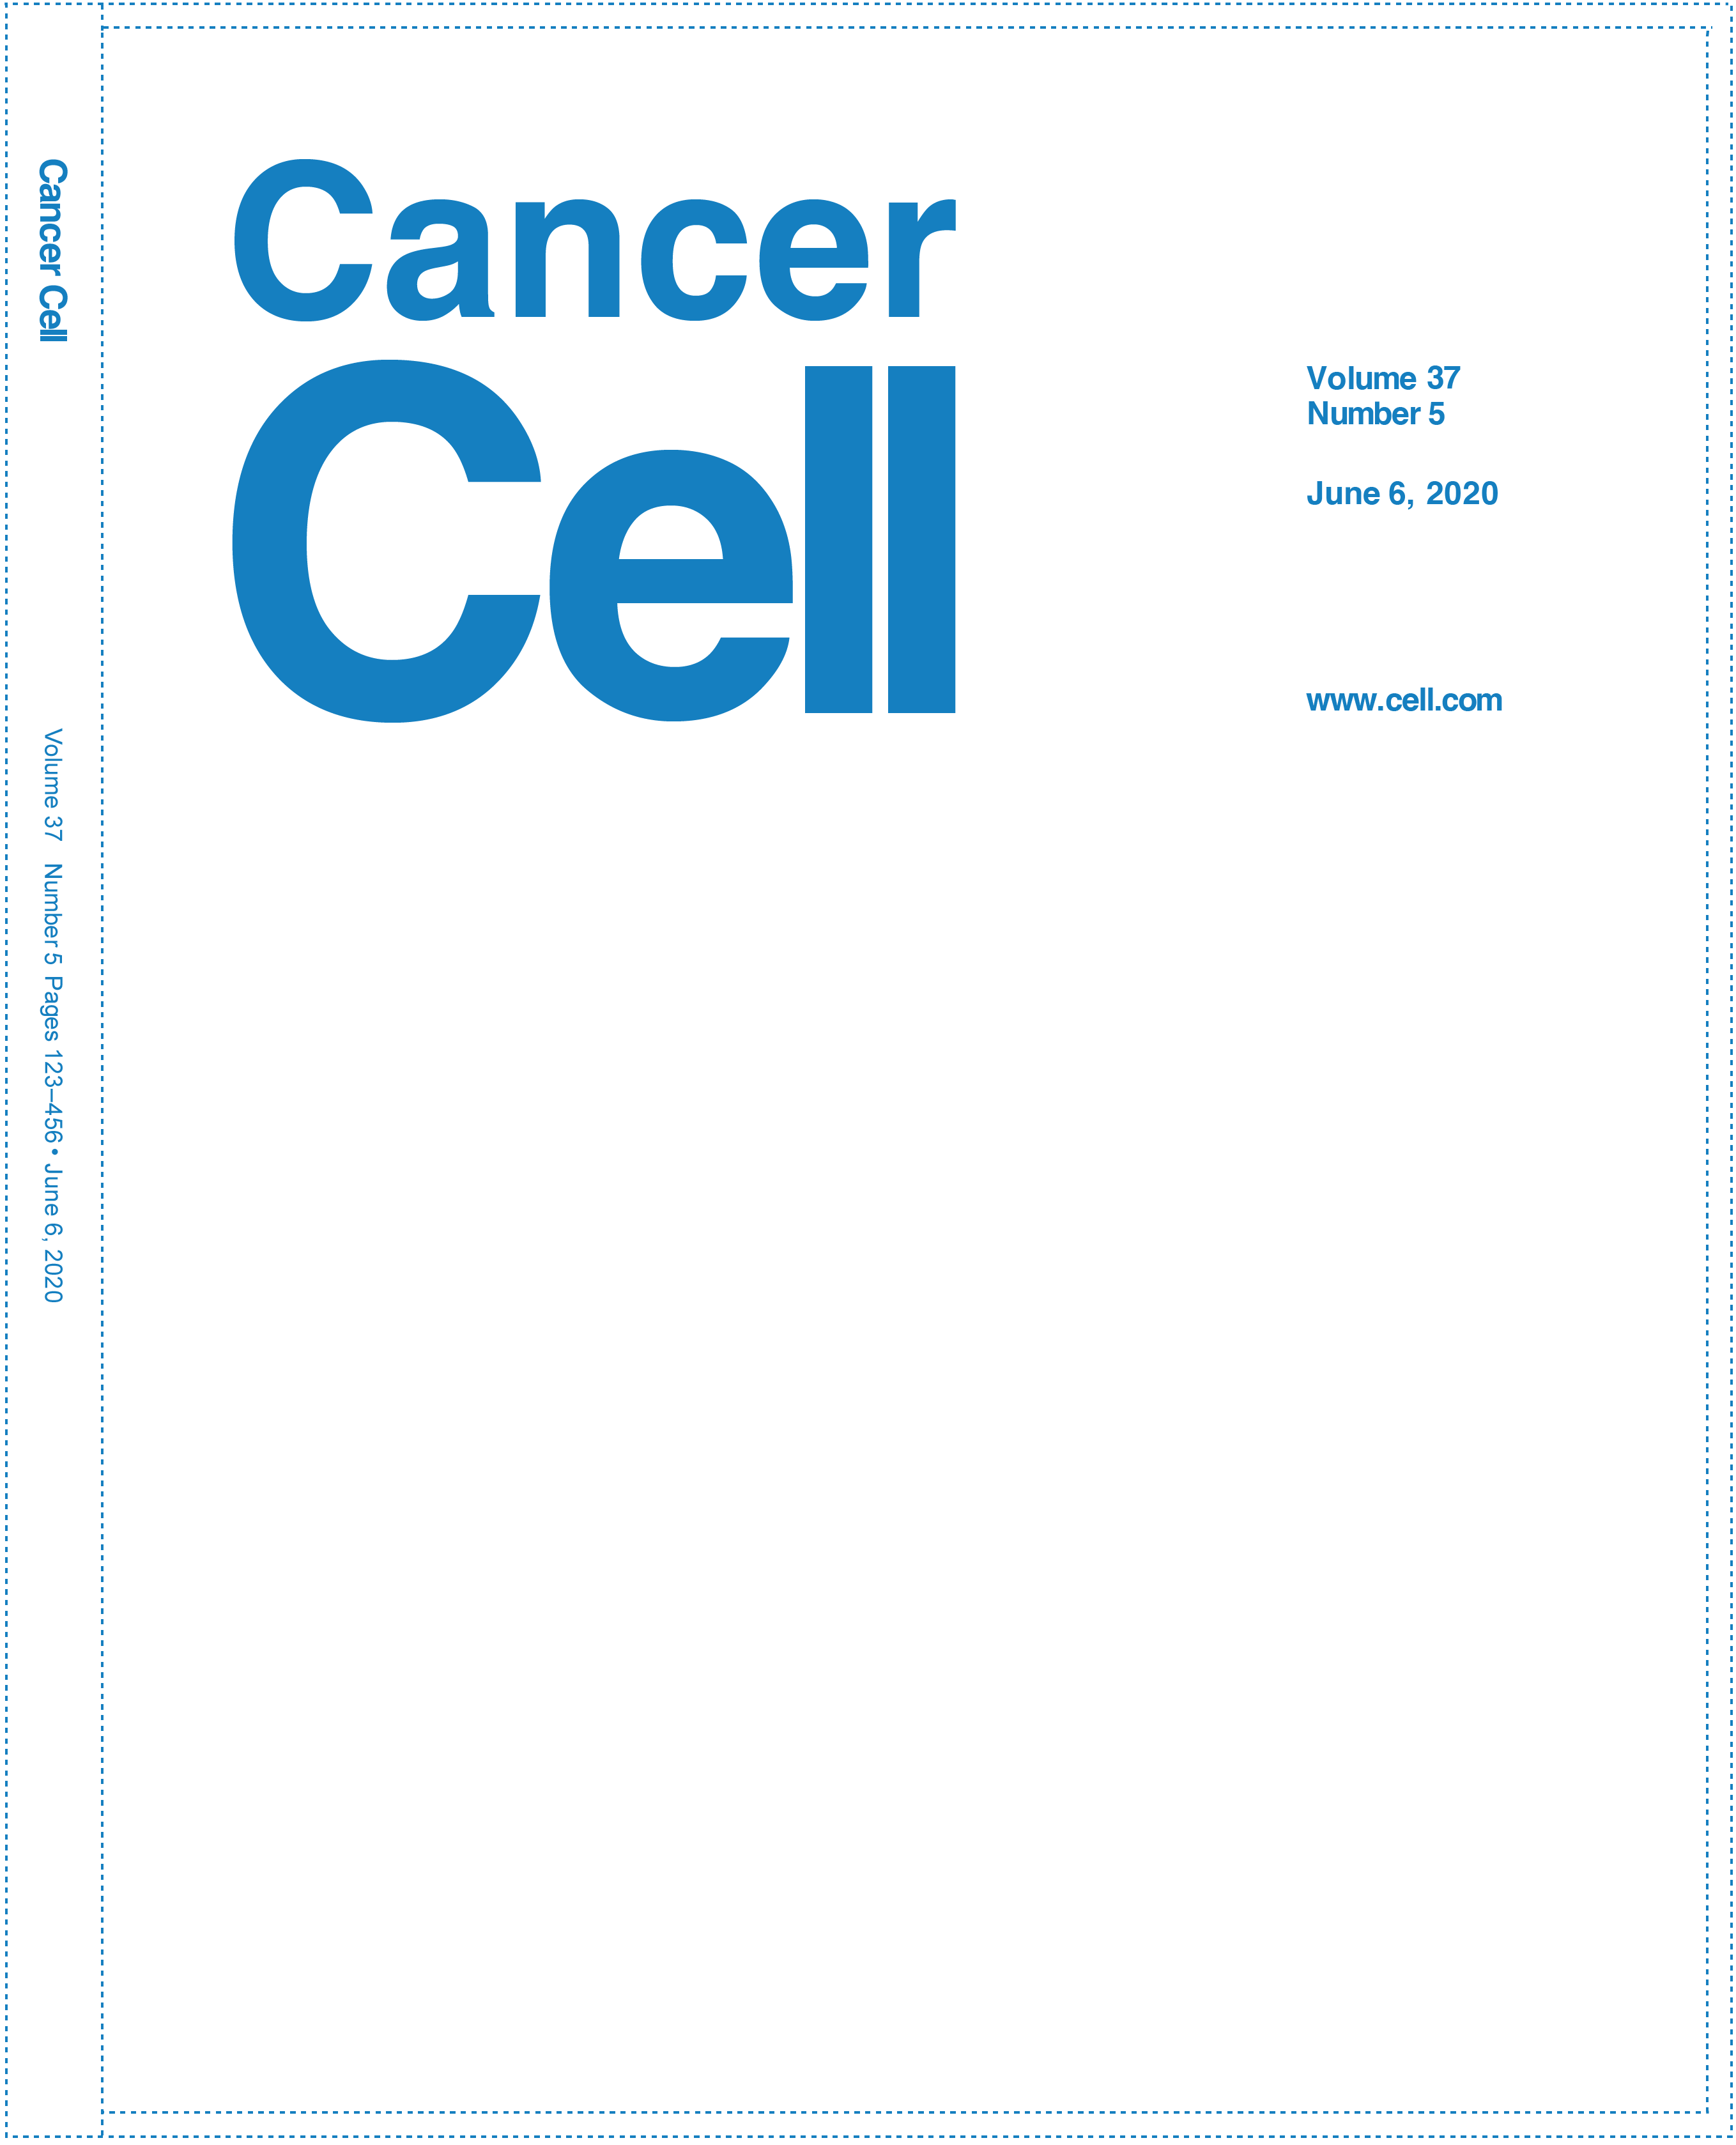 Cancer Cell
Volume 37   Number 5  Pages 123–456 • June 6, 2020
Cancer
Cell
Volume 37
Number 5
June 6, 2020
www.cell.com